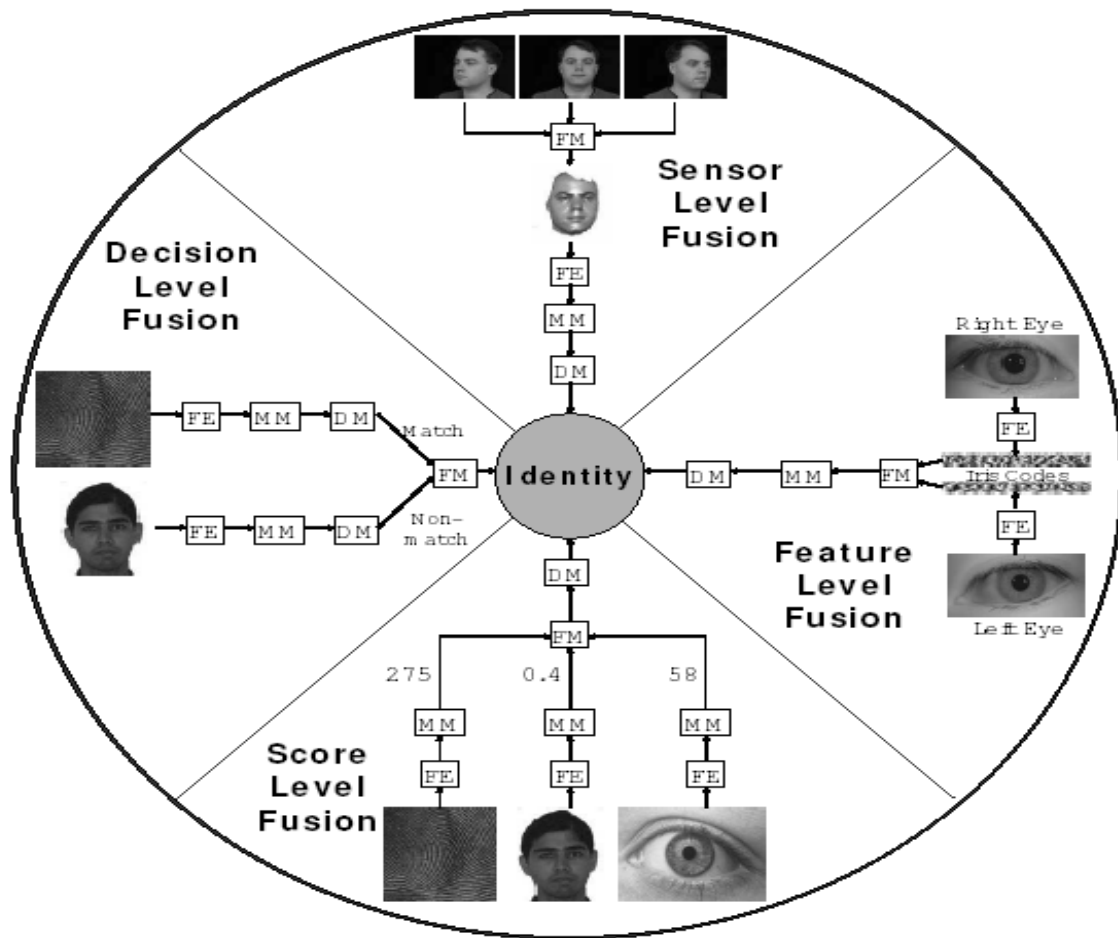 FM
Sensor
Level
Fusion
FE
MM
DM
Decision
Level
Fusion
FE
MM
DM
Match
FM
FE
MM
DM
Non-
match
Identity
Right Eye
FE
Iris Codes
DM
MM
FM
FE
Left Eye
Feature
Level
Fusion
DM
FM
275
0.4
58
MM
MM
MM
FE
FE
FE
Score
Level
Fusion